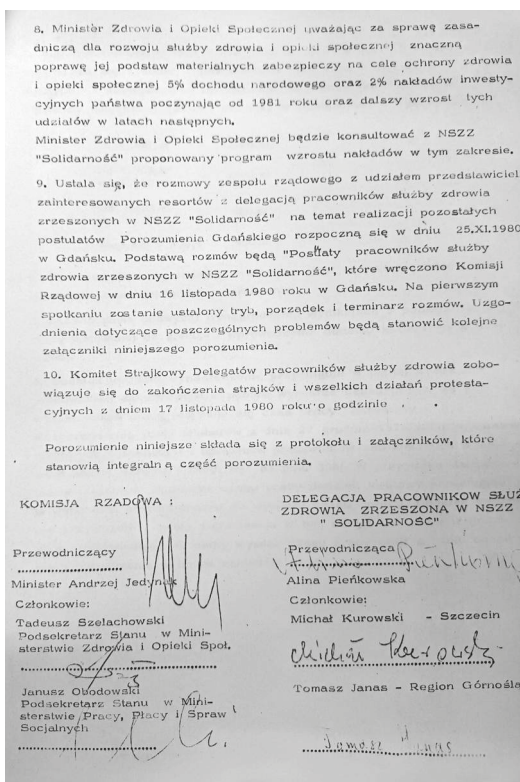 8. Minister Zdrowia i Opieki Społecznej uważając za sprawę zasa-
dniczą dla rozwoju służby zdrowia i opieki społecznej znaczną
poprawę jej podstaw materialnych zabezpieczy na cele ochrony zdrowia
i opieki społecznej 5% dochodu narodowego oraz 2% nakładów inwesty-
cyjnych państwa poczynając od 1981 roku oraz dalszy wzrost tych
udziałów w latach następnych.
Minister Zdrowia i Opieki Społecznej będzie konsultować z NSZZ
"Solidarność" proponowany program wzrostu nakładów w tym zakresie.
9. Ustala się, że rozmowy zespołu rządowego z udziałem przedstawiciel
zainteresowanych resortów z delegacją pracowników służby zdrowia
zrzeszonych w NSZZ "Solidarność" na temat realizacji pozostałych
postulatów Porozumienia Gdańskiego rozpoczną się w dniu 25.XI.1980
w Gdańsku. Podstawą rozmów będą "Postlaty pracowników służby
zdrowia zrzeszonych w NSZZ "Solidarność", które wręczono Komisji
Rządowej w dniu 16 listopada 1980 roku w Gdańsku. Na pierwszym
spotkaniu zostanie ustalony tryb, porządek i terminarz rozmów. Uzgo-
dnienia dotyczące poszczególnych problemów będą stanowić kolejne
załączniki niniejszego porozumienia.
10. Komitet Strajkowy Delegatów pracowników służby zdrowia zobo-
wiązuje się do zakończenia strajków i wszelkich działań protesta-
cyjnych z dniem 17 listopada 1980 roku o godzinie .
Porozumienie niniejsze składa się z protokołu i załączników, które
stanowią integralną część porozumienia.
KOMISJA RZADOWA :
Przewodniczący
Minister Andrzej Jedynak
Członkowie:
Tadeusz Szelachowski
Podsekretarz Stanu w Mini-
sterstwie Zdrowia i Opieki Społ.
Janusz Obodowski
Podsekretarz Stanu w Mini-
sterstwie Pracy, Płacy i Spraw
Socjalnych
DELEGACJA PRACOWNIKOW SŁUŻ
ZDROWIA ZRZESZONA W NSZZ
" SOLIDARNOŚĆ"
Przewodnicząca
Alina Pieńkowska
Członkowie:
Michał Kurowski - Szczecin
Michał Kurowski
Tomasz Janas - Region Górnośla
Tomasz Janas